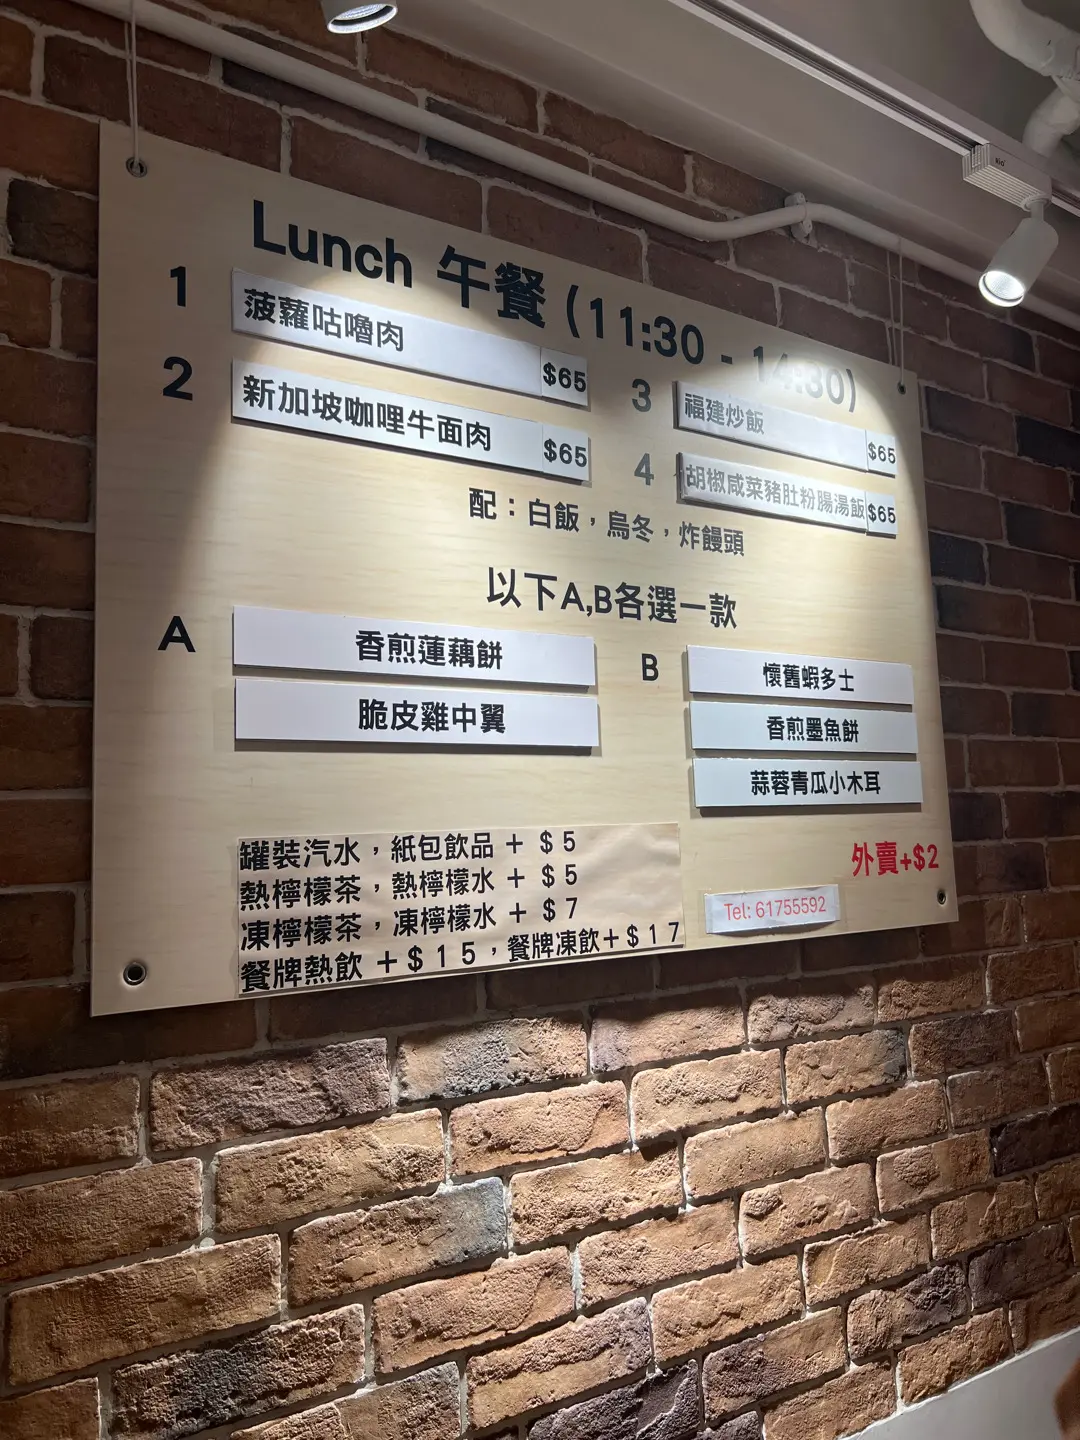 Lunch 午餐 (11:30 - 14:30)
1 菠蘿咕嚕肉 $65
2 新加坡咖哩牛面肉 $65
3 福建炒飯 $65
4 胡椒咸菜豬肚粉腸湯飯 $65
配：白飯，烏冬，炸饅頭
以下A,B各選一款
A
香煎蓮藕餅
脆皮雞中翼
B
懷舊蝦多士
香煎墨魚餅
蒜蓉青瓜小木耳
罐裝汽水，紙包飲品 + $5
熱檸檬茶，熱檸檬水 + $5
凍檸檬茶，凍檸檬水 + $7
餐牌熱飲 +$15，餐牌凍飲+$17
外賣+$2
Tel: 61755592